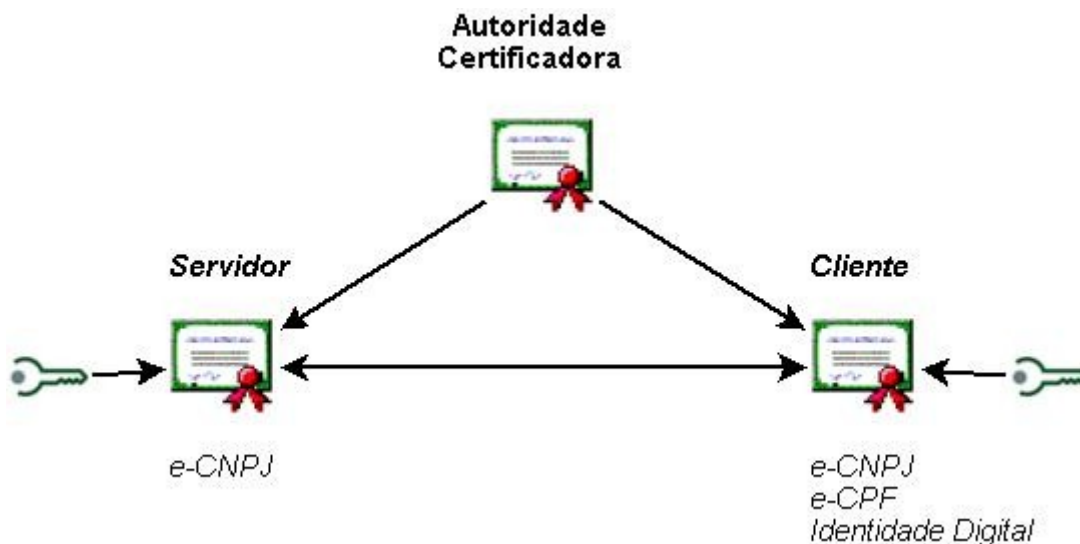 Autoridade
Certificadora
Servidor
Cliente
e-CNPJ
e-CNPJ
e-CPF
Identidade Digital